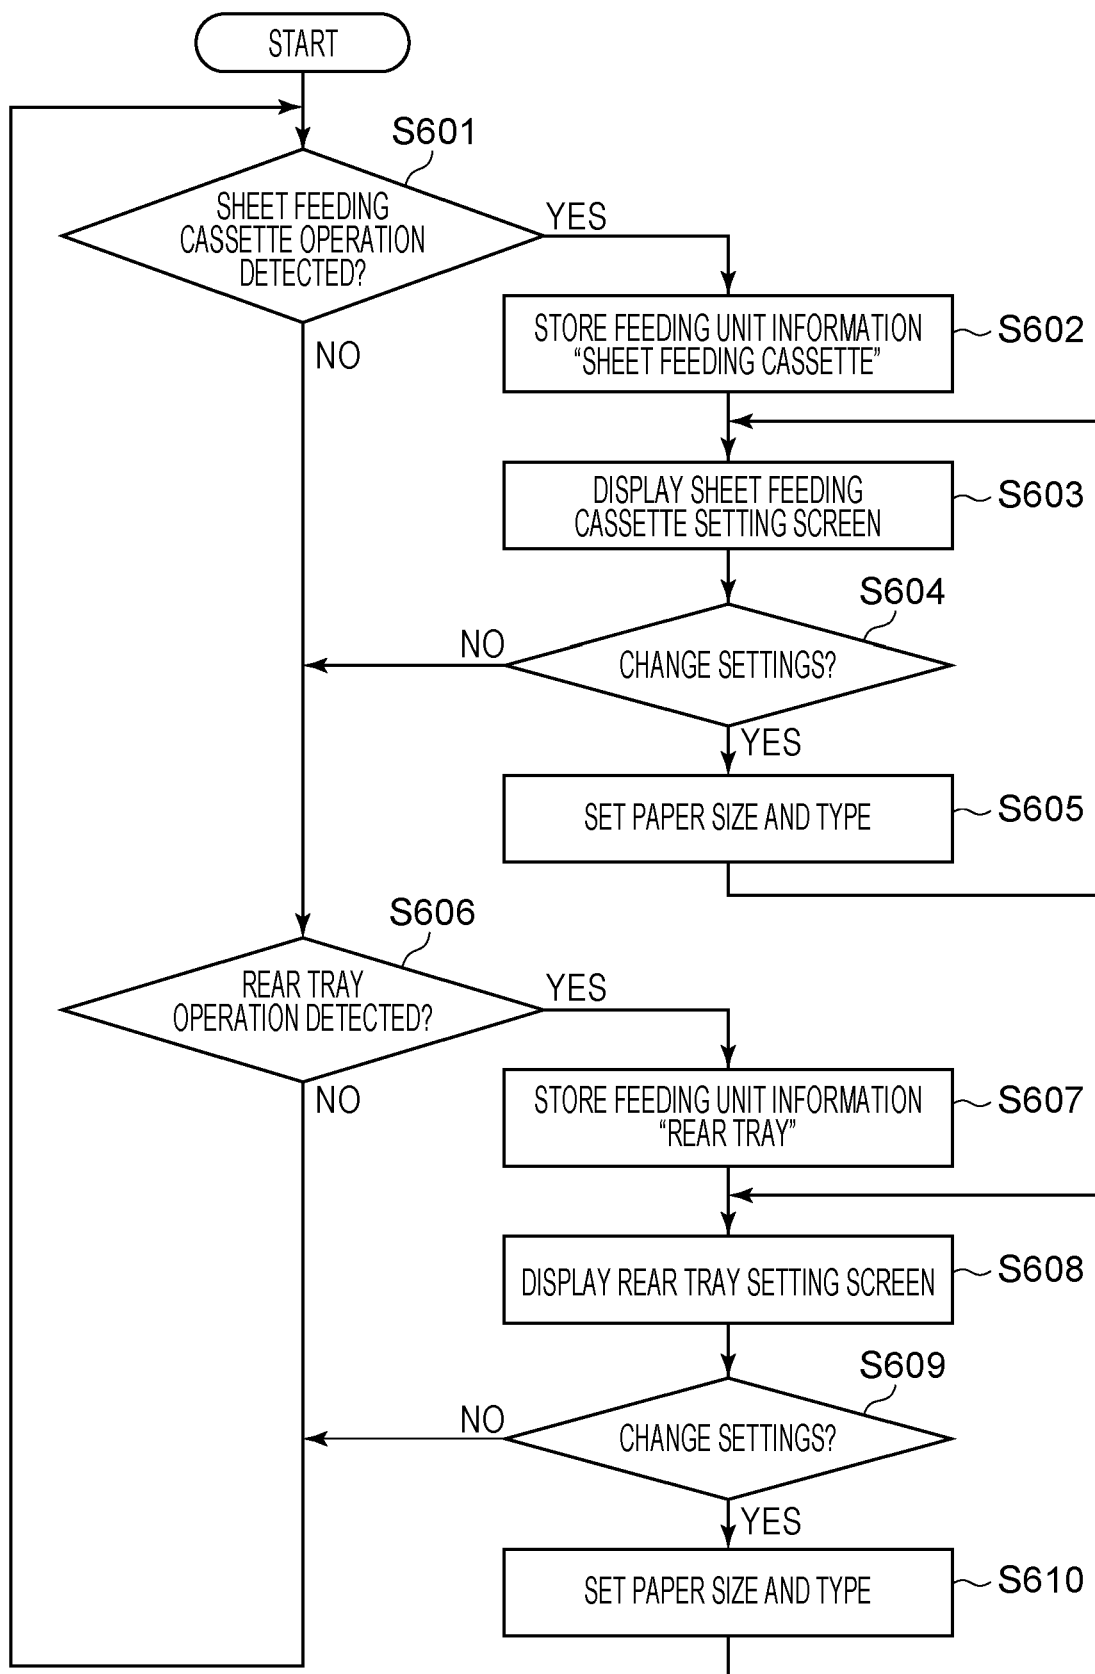 START
S601
SHEET FEEDING
CASSETTE OPERATION
DETECTED?
YES
NO
STORE FEEDING UNIT INFORMATION
“SHEET FEEDING CASSETTE”
S602
DISPLAY SHEET FEEDING
CASSETTE SETTING SCREEN
S603
S604
CHANGE SETTINGS?
NO
YES
SET PAPER SIZE AND TYPE
S605
S606
REAR TRAY
OPERATION DETECTED?
YES
NO
STORE FEEDING UNIT INFORMATION
“REAR TRAY”
S607
DISPLAY REAR TRAY SETTING SCREEN
S608
S609
CHANGE SETTINGS?
NO
YES
SET PAPER SIZE AND TYPE
S610